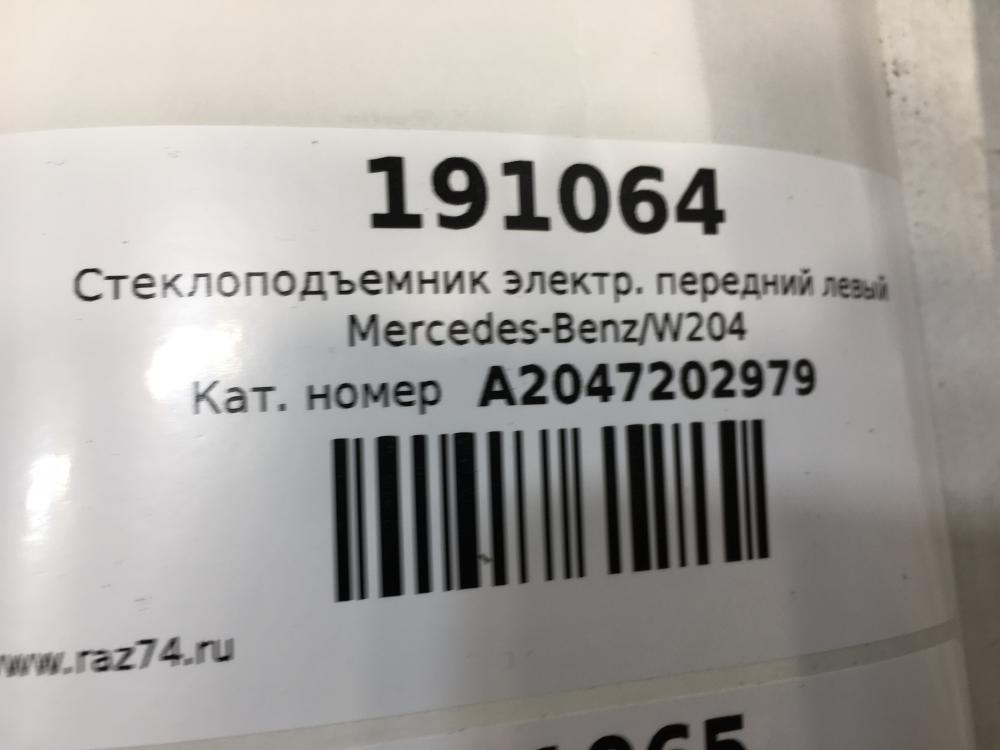 191064
Стеклоподъемник электр. передний левый
Mercedes-Benz/W204
Кат. номер A2047202979
www.raz74.ru